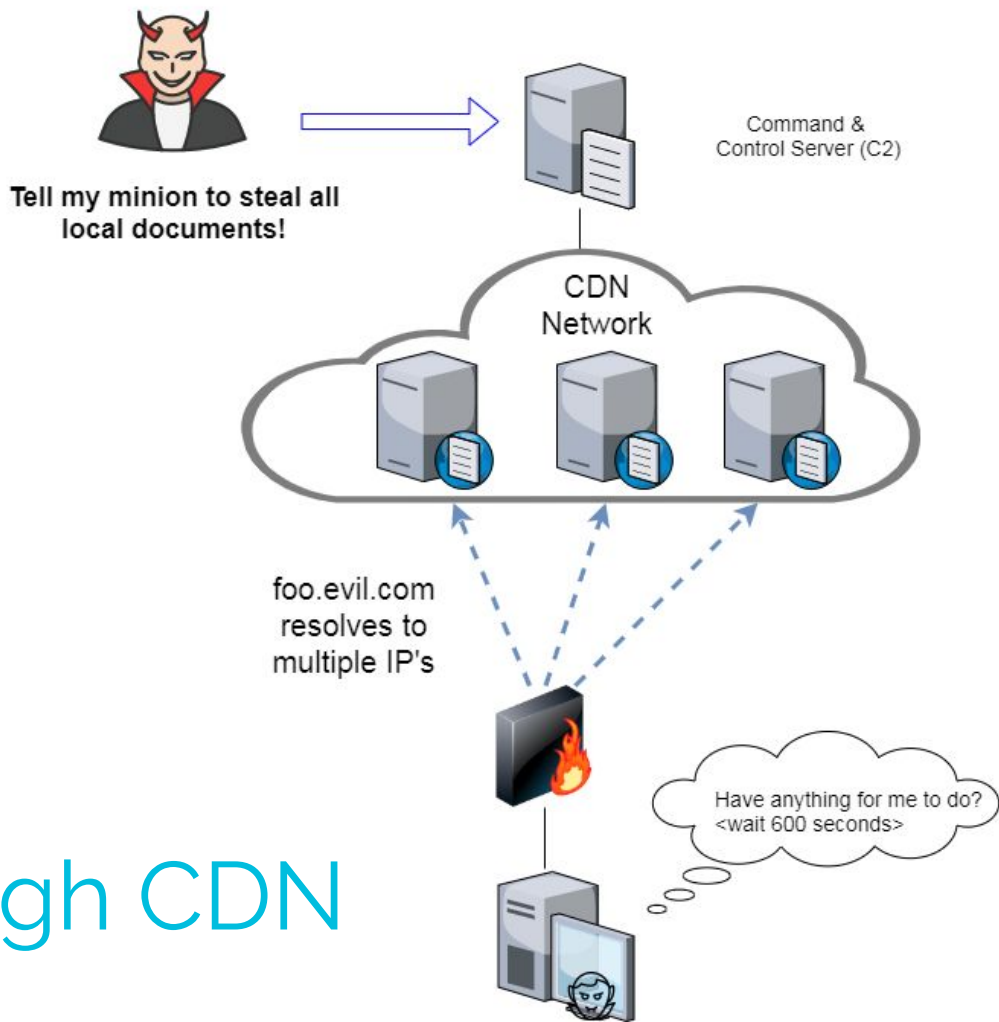 Command &
Control Server (C2)
Tell my minion to steal all
local documents!
CDN
Network
foo.evil.com
resolves to
multiple IP's
Have anything for me to do?
<wait 600 seconds>
gh CDN